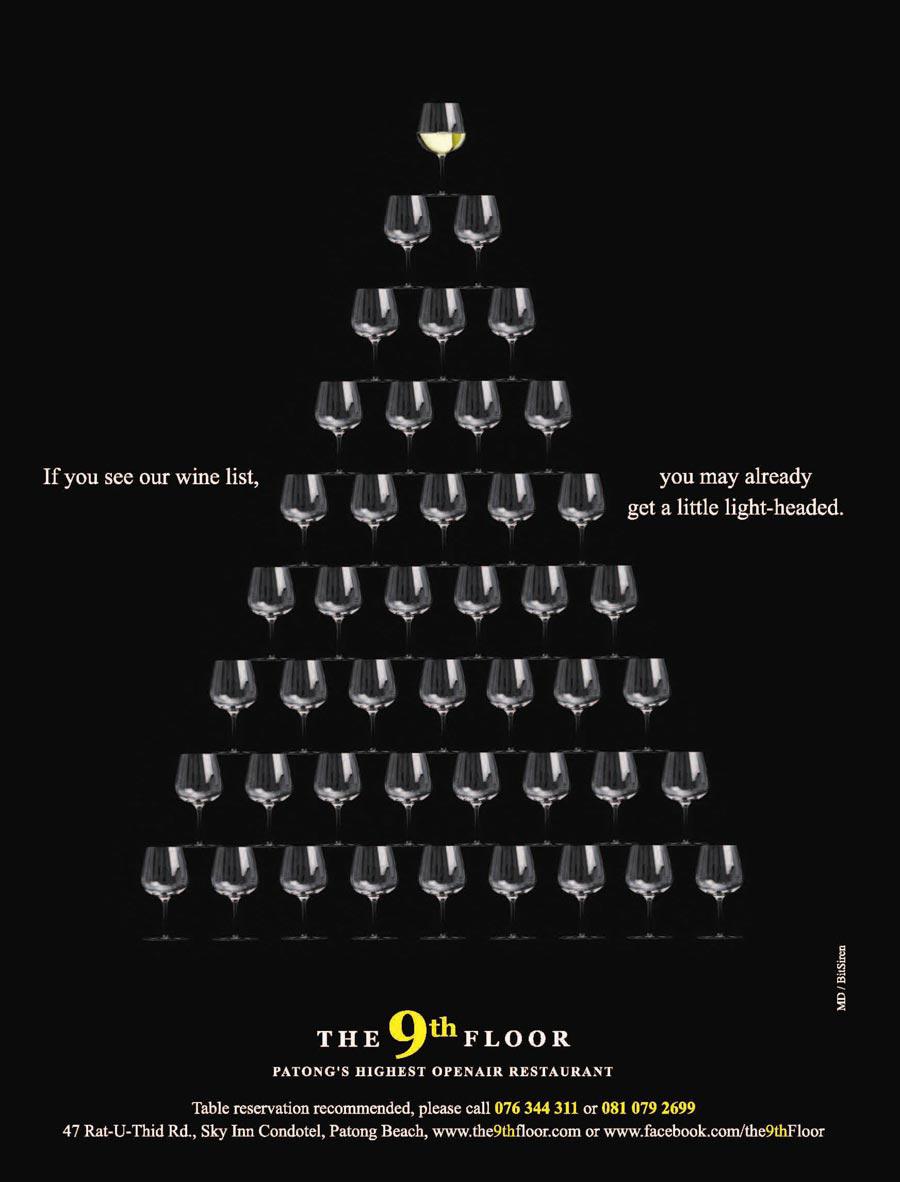 If you see our wine list,
you may already
get a little light-headed.
MD / BitSiren
THE 9th FLOOR
PATONG'S HIGHEST OPENAIR RESTAURANT
Table reservation recommended, please call 076 344 311 or 081 079 2699
47 Rat-U-Thid Rd., Sky Inn Condotel, Patong Beach, www.the9thfloor.com or www.facebook.com/the9thFloor